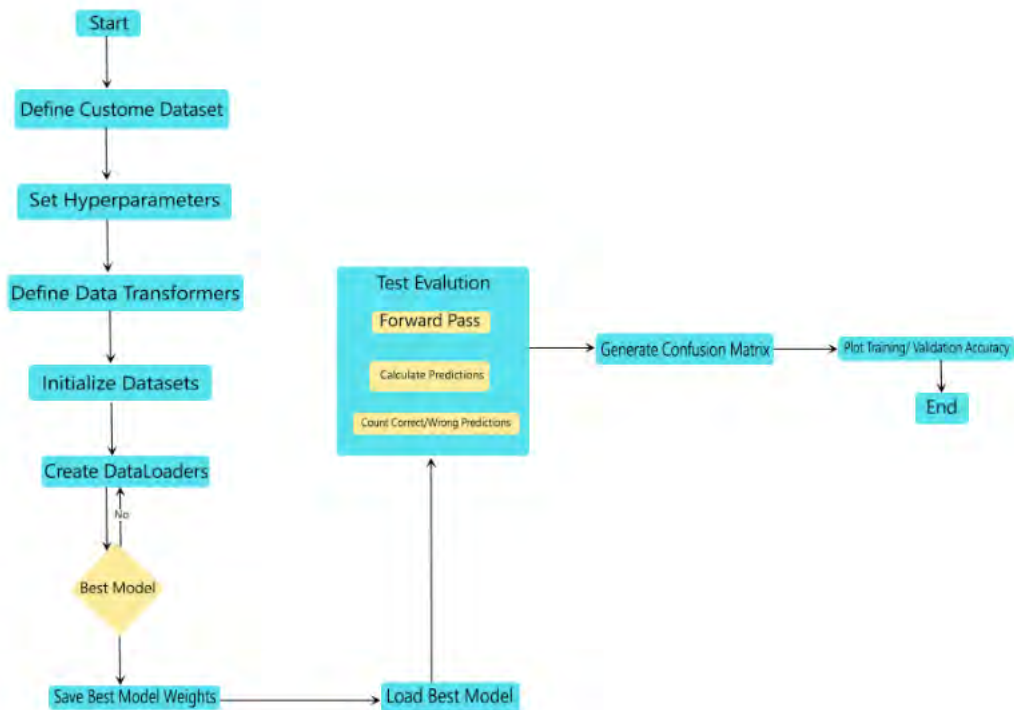 Start
Define Custome Dataset
Set Hyperparameters
Define Data Transformers
Initialize Datasets
Create DataLoaders
No
Best Model
Save Best Model Weights
Load Best Model
Test Evalution
Forward Pass
Calculate Predictions
Count Correct/Wrong Predictions
Generate Confusion Matrix
Plot Training/ Validation Accuracy
End